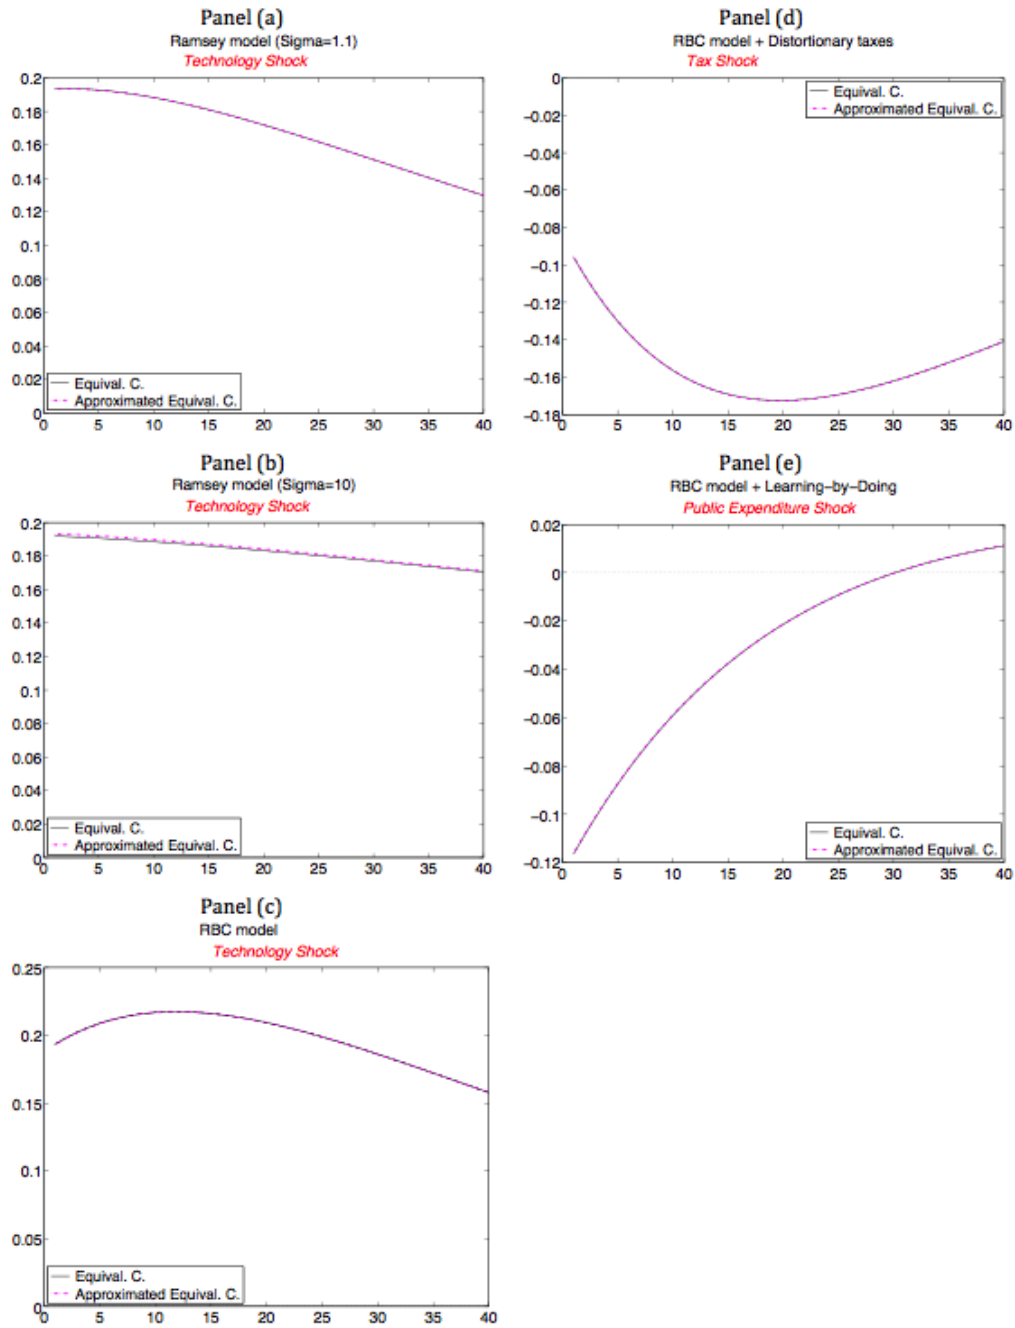 Panel (a)
Ramsey model (Sigma=1.1)
Technology Shock
0.2
0.18
0.16
0.14
0.12
0.1
0.08
0.06
0.04
0.02
0
Equival. C.
Approximated Equival. C.
0 5 10 15 20 25 30 35 40
Panel (d)
RBC model + Distortionary taxes
Tax Shock
0
−0.02
−0.04
−0.06
−0.08
−0.1
−0.12
−0.14
−0.16
−0.18
Equival. C.
Approximated Equival. C.
0 5 10 15 20 25 30 35 40
Panel (b)
Ramsey model (Sigma=10)
Technology Shock
0.2
0.18
0.16
0.14
0.12
0.1
0.08
0.06
0.04
0.02
0
Equival. C.
Approximated Equival. C.
0 5 10 15 20 25 30 35 40
Panel (e)
RBC model + Learning−by−Doing
Public Expenditure Shock
0.02
0
−0.02
−0.04
−0.06
−0.08
−0.1
−0.12
Equival. C.
Approximated Equival. C.
0 5 10 15 20 25 30 35 40
Panel (c)
RBC model
Technology Shock
0.25
0.2
0.15
0.1
0.05
0
Equival. C.
Approximated Equival. C.
0 5 10 15 20 25 30 35 40